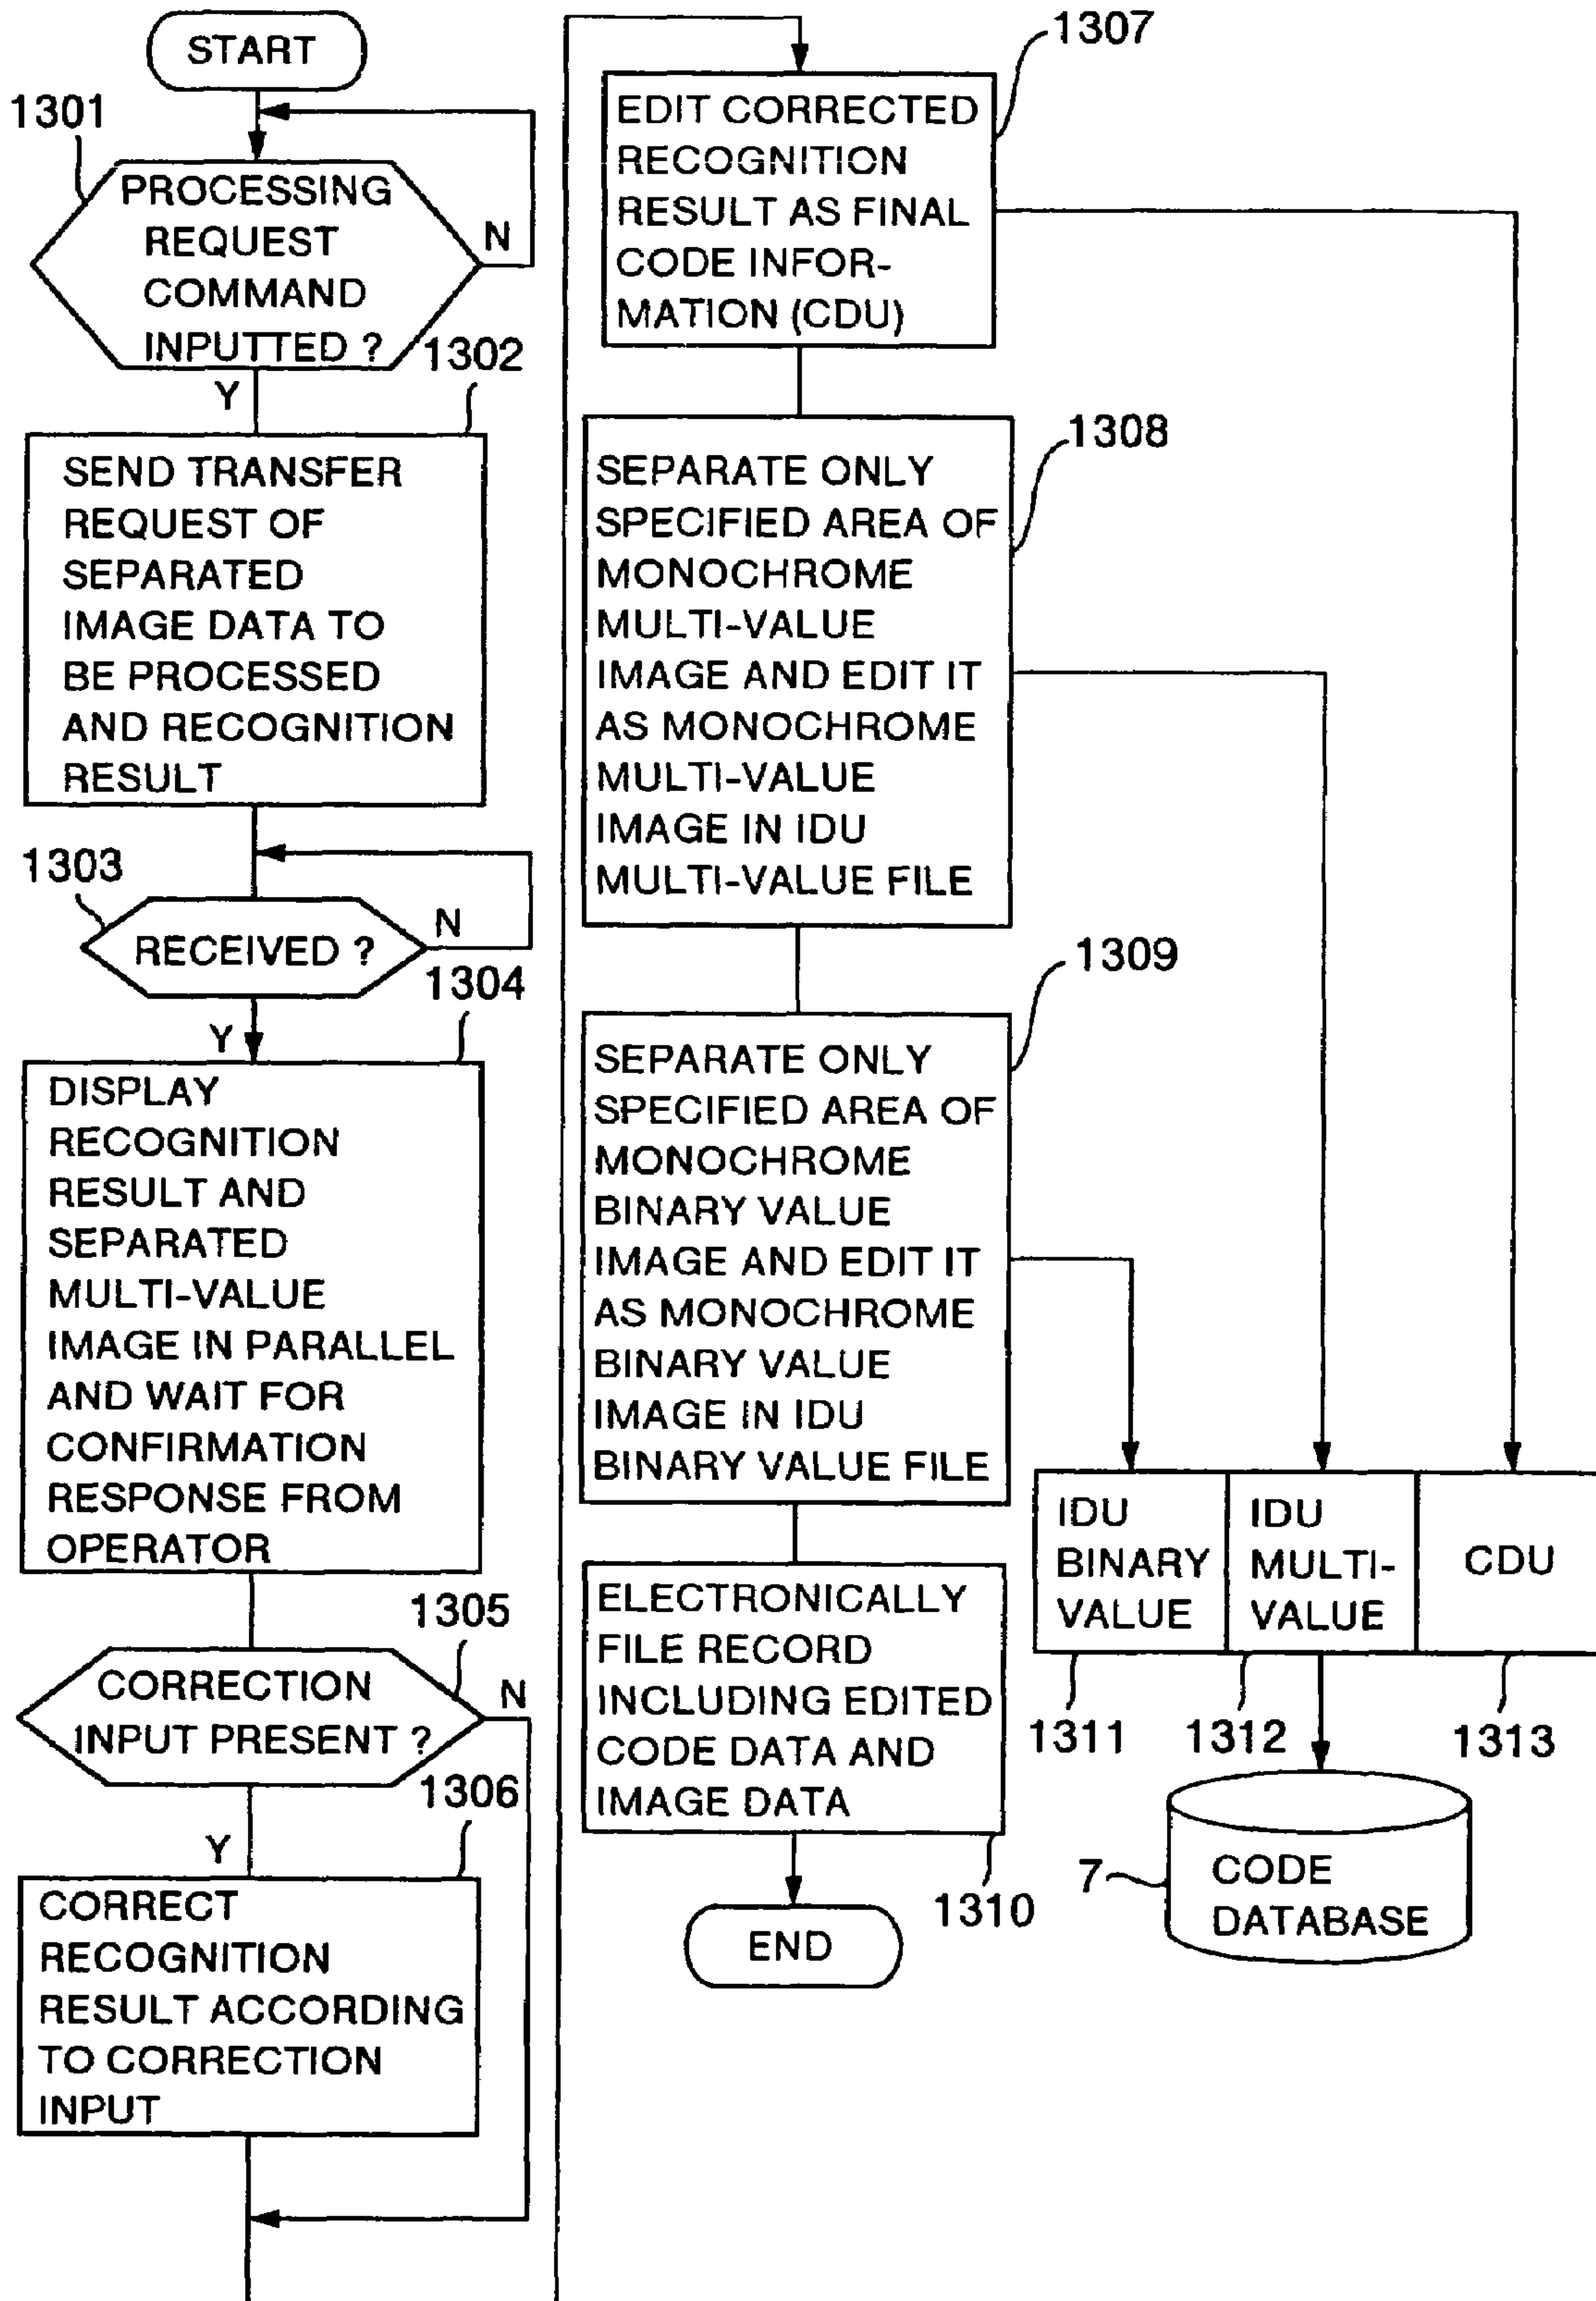 START
1301
PROCESSING
REQUEST
COMMAND
INPUTTED ?
N
Y
1302
SEND TRANSFER
REQUEST OF
SEPARATED
IMAGE DATA TO
BE PROCESSED
AND RECOGNITION
RESULT
1303
RECEIVED ?
N
Y
1304
DISPLAY
RECOGNITION
RESULT AND
SEPARATED
MULTI-VALUE
IMAGE IN PARALLEL
AND WAIT FOR
CONFIRMATION
RESPONSE FROM
OPERATOR
1305
CORRECTION
INPUT PRESENT ?
N
Y
1306
CORRECT
RECOGNITION
RESULT ACCORDING
TO CORRECTION
INPUT
1307
EDIT CORRECTED
RECOGNITION
RESULT AS FINAL
CODE INFOR-
MATION (CDU)
1308
SEPARATE ONLY
SPECIFIED AREA OF
MONOCHROME
MULTI-VALUE
IMAGE AND EDIT IT
AS MONOCHROME
MULTI-VALUE
IMAGE IN IDU
MULTI-VALUE FILE
1309
SEPARATE ONLY
SPECIFIED AREA OF
MONOCHROME
BINARY VALUE
IMAGE AND EDIT IT
AS MONOCHROME
BINARY VALUE
IMAGE IN IDU
BINARY VALUE FILE
ELECTRONICALLY
FILE RECORD
INCLUDING EDITED
CODE DATA AND
IMAGE DATA
1310
END
IDU
BINARY
VALUE
1311
IDU
MULTI-
VALUE
1312
CDU
1313
7
CODE
DATABASE